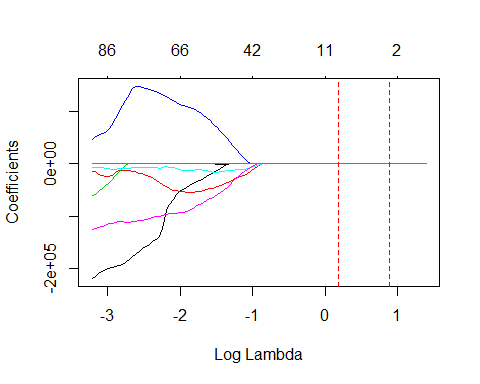 86 66 42 11 2
Coefficients
0e+00
-2e+05
-3 -2 -1 0 1
Log Lambda